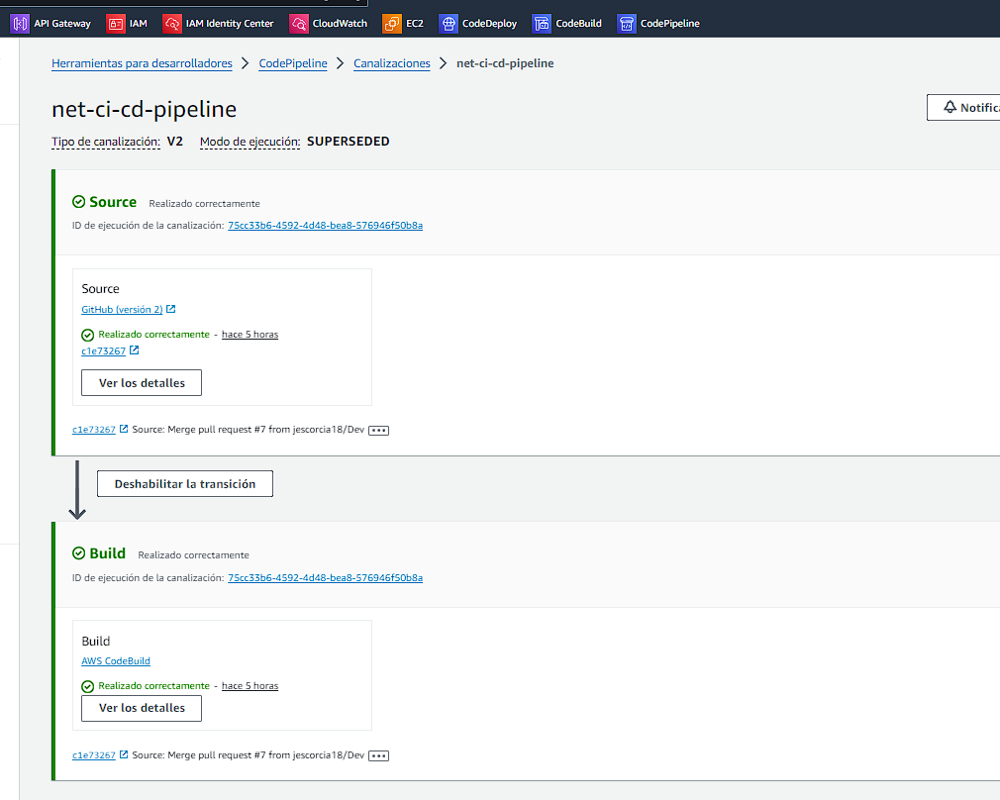 API Gateway IAM IAM Identity Center CloudWatch EC2 CodeDeploy CodeBuild CodePipeline
Herramientas para desarrolladores > CodePipeline > Canalizaciones > net-ci-cd-pipeline
net-ci-cd-pipeline
Tipo de canalización: V2 Modo de ejecución: SUPERSEDED
Source Realizado correctamente
ID de ejecución de la canalización: 75cc33b6-4592-4d48-bea8-576946f50b8a
Source
GitHub (versión 2)
Realizado correctamente - hace 5 horas
c1e73267
Ver los detalles
c1e73267 Source: Merge pull request #7 from jescorcia18/Dev
Deshabilitar la transición
Build Realizado correctamente
ID de ejecución de la canalización: 75cc33b6-4592-4d48-bea8-576946f50b8a
Build
AWS CodeBuild
Realizado correctamente - hace 5 horas
Ver los detalles
c1e73267 Source: Merge pull request #7 from jescorcia18/Dev